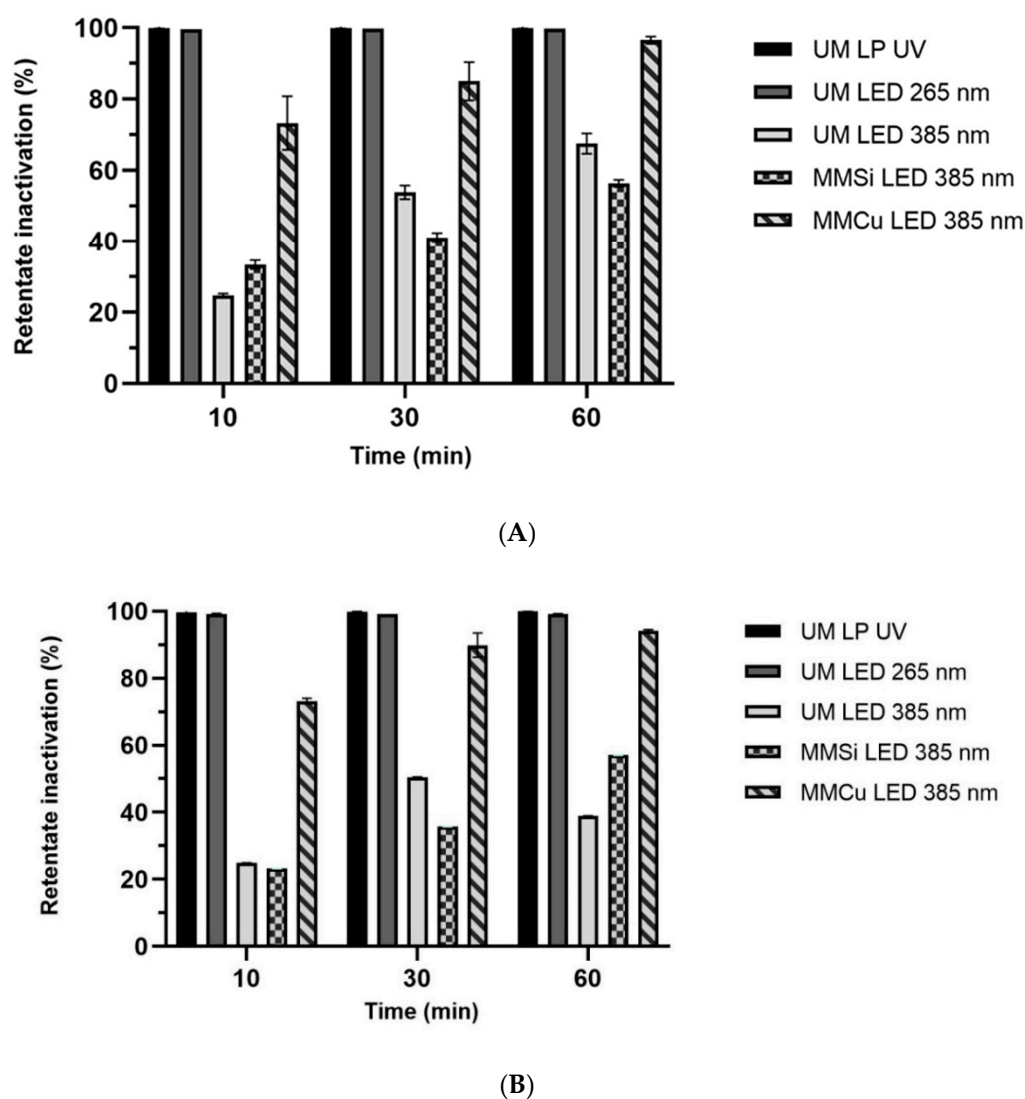 Retentate inactivation (%)
100
80
60
40
20
0
10 30 60
Time (min)
UM LP UV
UM LED 265 nm
UM LED 385 nm
MMSi LED 385 nm
MMCu LED 385 nm
(A)
Retentate inactivation (%)
100
80
60
40
20
0
10 30 60
Time (min)
UM LP UV
UM LED 265 nm
UM LED 385 nm
MMSi LED 385 nm
MMCu LED 385 nm
(B)